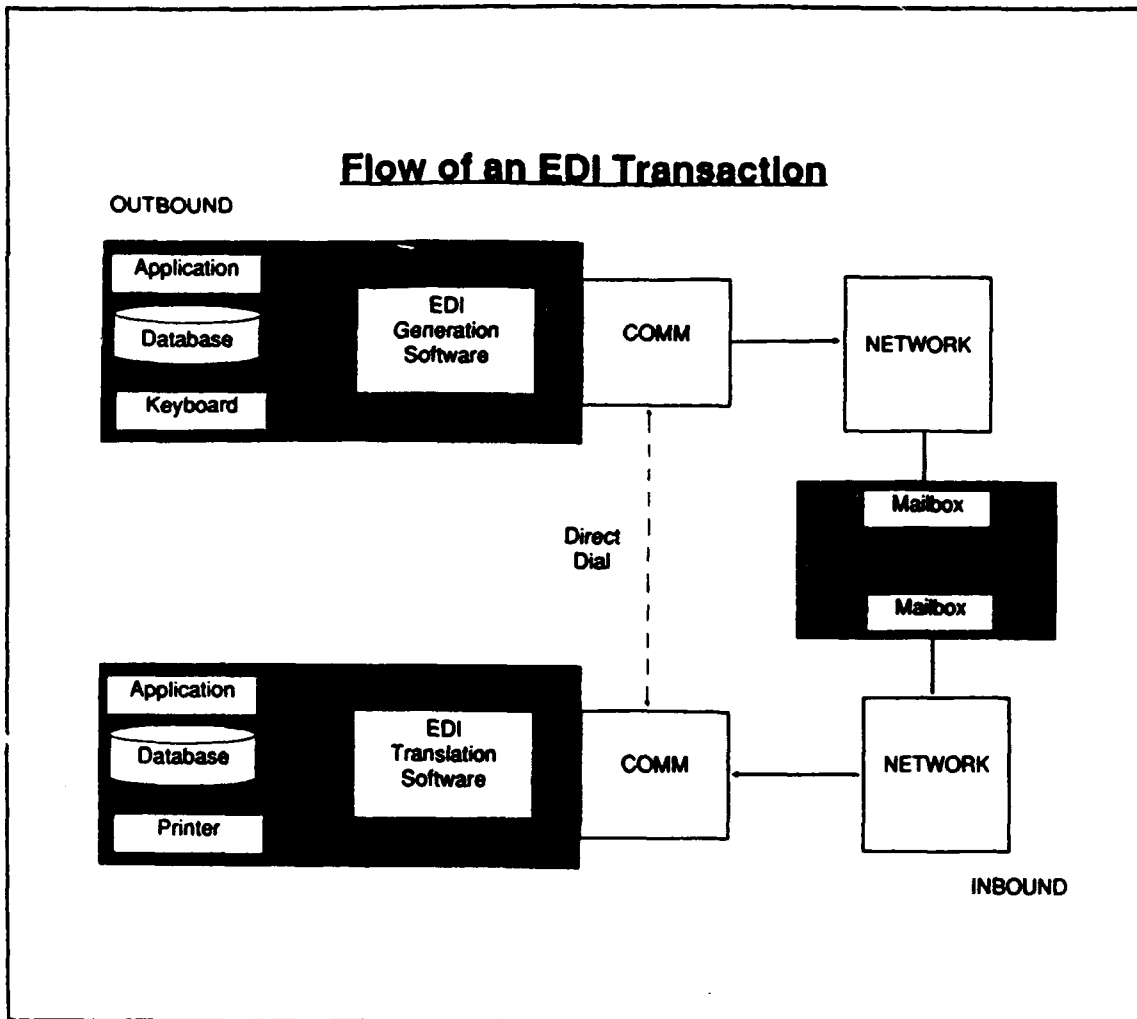 Flow of an EDI Transaction
OUTBOUND
Application
Database
Keyboard
EDI
Generation
Software
COMM
NETWORK
Mailbox
Mailbox
Direct
Dial
Application
Database
Printer
EDI
Translation
Software
COMM
NETWORK
INBOUND